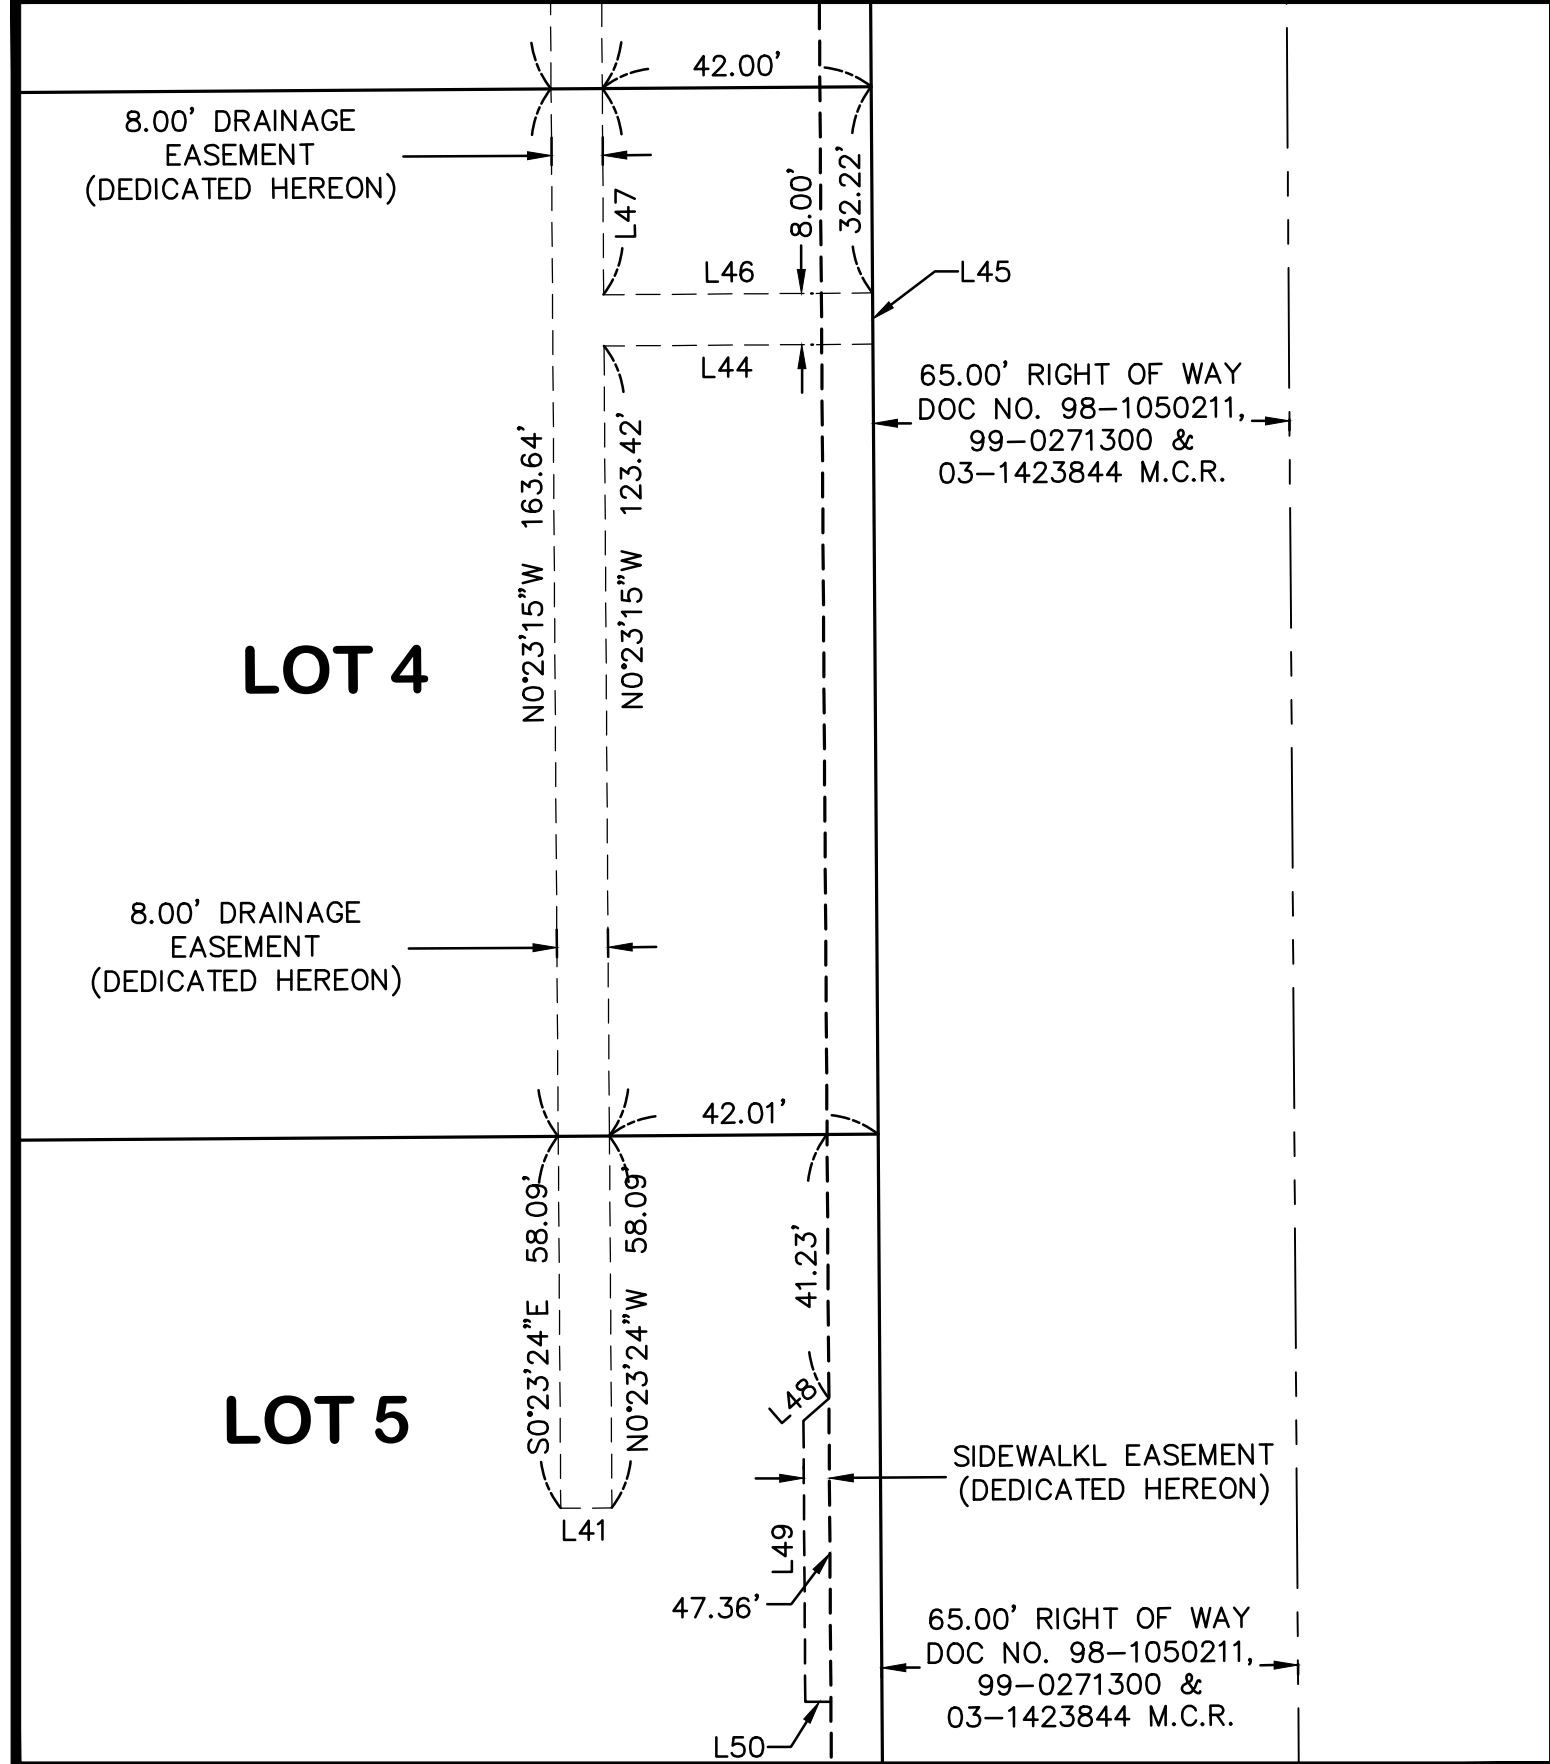 42.00'
8.00' DRAINAGE
EASEMENT
(DEDICATED HEREON)
L47
8.00'
32.22'
L46
L45
L44
65.00' RIGHT OF WAY
DOC NO. 98-1050211,
99-0271300 &
03-1423844 M.C.R.
N0°23'15"W 163.64'
N0°23'15"W 123.42'
LOT 4
8.00' DRAINAGE
EASEMENT
(DEDICATED HEREON)
42.01'
S0°23'24"E 58.09'
N0°23'24"W 58.09'
41.23'
L48
LOT 5
SIDEWALKL EASEMENT
(DEDICATED HEREON)
L41
L49
47.36'
65.00' RIGHT OF WAY
DOC NO. 98-1050211,
99-0271300 &
03-1423844 M.C.R.
L50